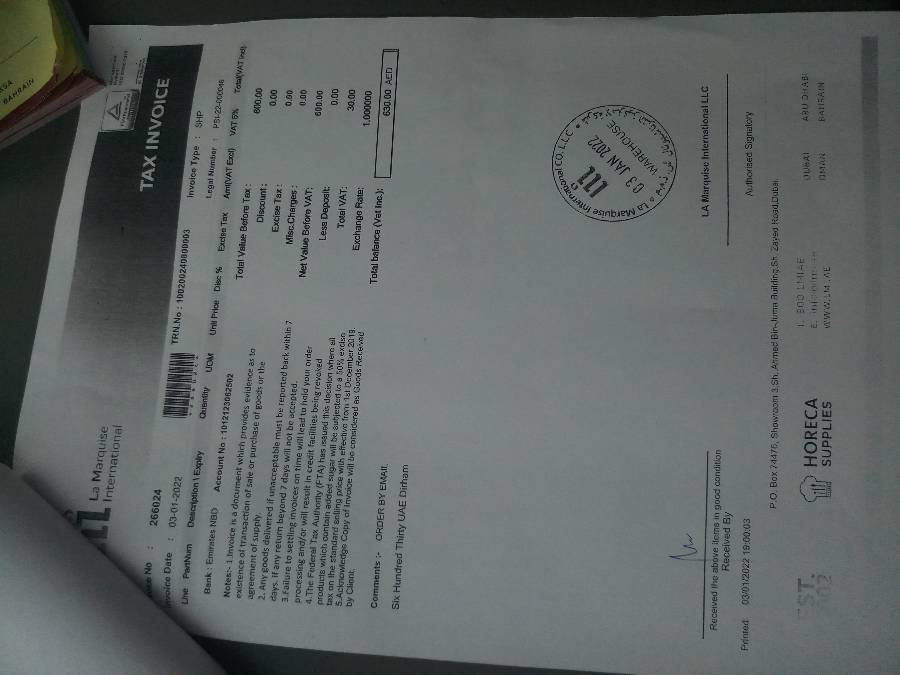 La Marquise
International
TAX INVOICE
nce No : 266024
TRN.No : 100200240800003
Invoice Type : SHP
Invoice Date : 03-01-2022
Legal Number : PSI-22-000046
Line PartNum Description \ Expiry Quantity UOM Unit Price Disc % Excise Tax Amt(VAT Excl) VAT 5% Total(VAT Incl)
Bank : Emirates NBD Account No : 1012123062502
Notes:- 1. Invoice is a document which provides evidence as to
existence of transaction of sale or purchase of goods or the
agreement of supply.
2. Any goods delivered if unacceptable must be reported back within 7
days. If any return beyond 7 days will not be accepted.
3.Failure to settling invoices on time will lead to hold your order
processing and/or will result in credit facilities being revoked
4.The Federal Tax Authority (FTA) has issued this decision where all
products which contain added sugar will be subjected to a 50% excise
tax on the standard selling price with effective from 1st December 2019.
5.Acknowledge Copy of Invoice will be considered as Goods Received
by Client.
Total Value Before Tax : 600.00
Discount : 0.00
Excise Tax : 0.00
Misc.Charges : 0.00
Net Value Before VAT: 600.00
Less Deposit: 0.00
Total VAT: 30.00
Exchange Rate: 1.000000
Total balance (Vat Inc.): 630.00 AED
Comments :- ORDER BY EMAIL
Six Hundred Thirty UAE Dirham
La Marquise International CO. L.L.C
03 JAN 2022
WAREHOUSE
LA Marquise International LLC
Authorised Signatory
Received the above items in good condition
Received By
Printed: 03/01/2022 19:00:03
P.O. Box 74476, Showroom 3,Sh. Ahmed Bin-Juma Building,Sh. Zayed Road,Dubai
EST.
HORECA
SUPPLIES
T. 800 LMIAE
WWW.LMI.AE
DUBAI
OMAN
ABU DHABI
BAHRAIN
BAHRAIN